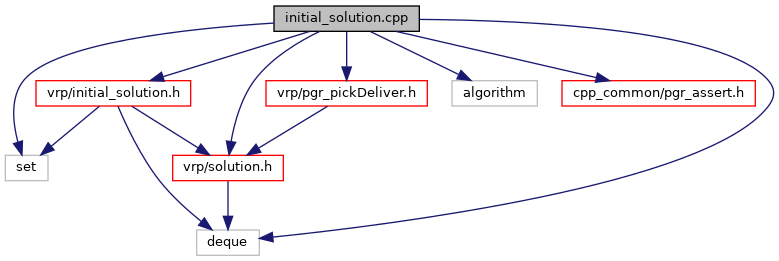 initial_solution.cpp
vrp/initial_solution.h
vrp/pgr_pickDeliver.h
algorithm
cpp_common/pgr_assert.h
set
vrp/solution.h
deque